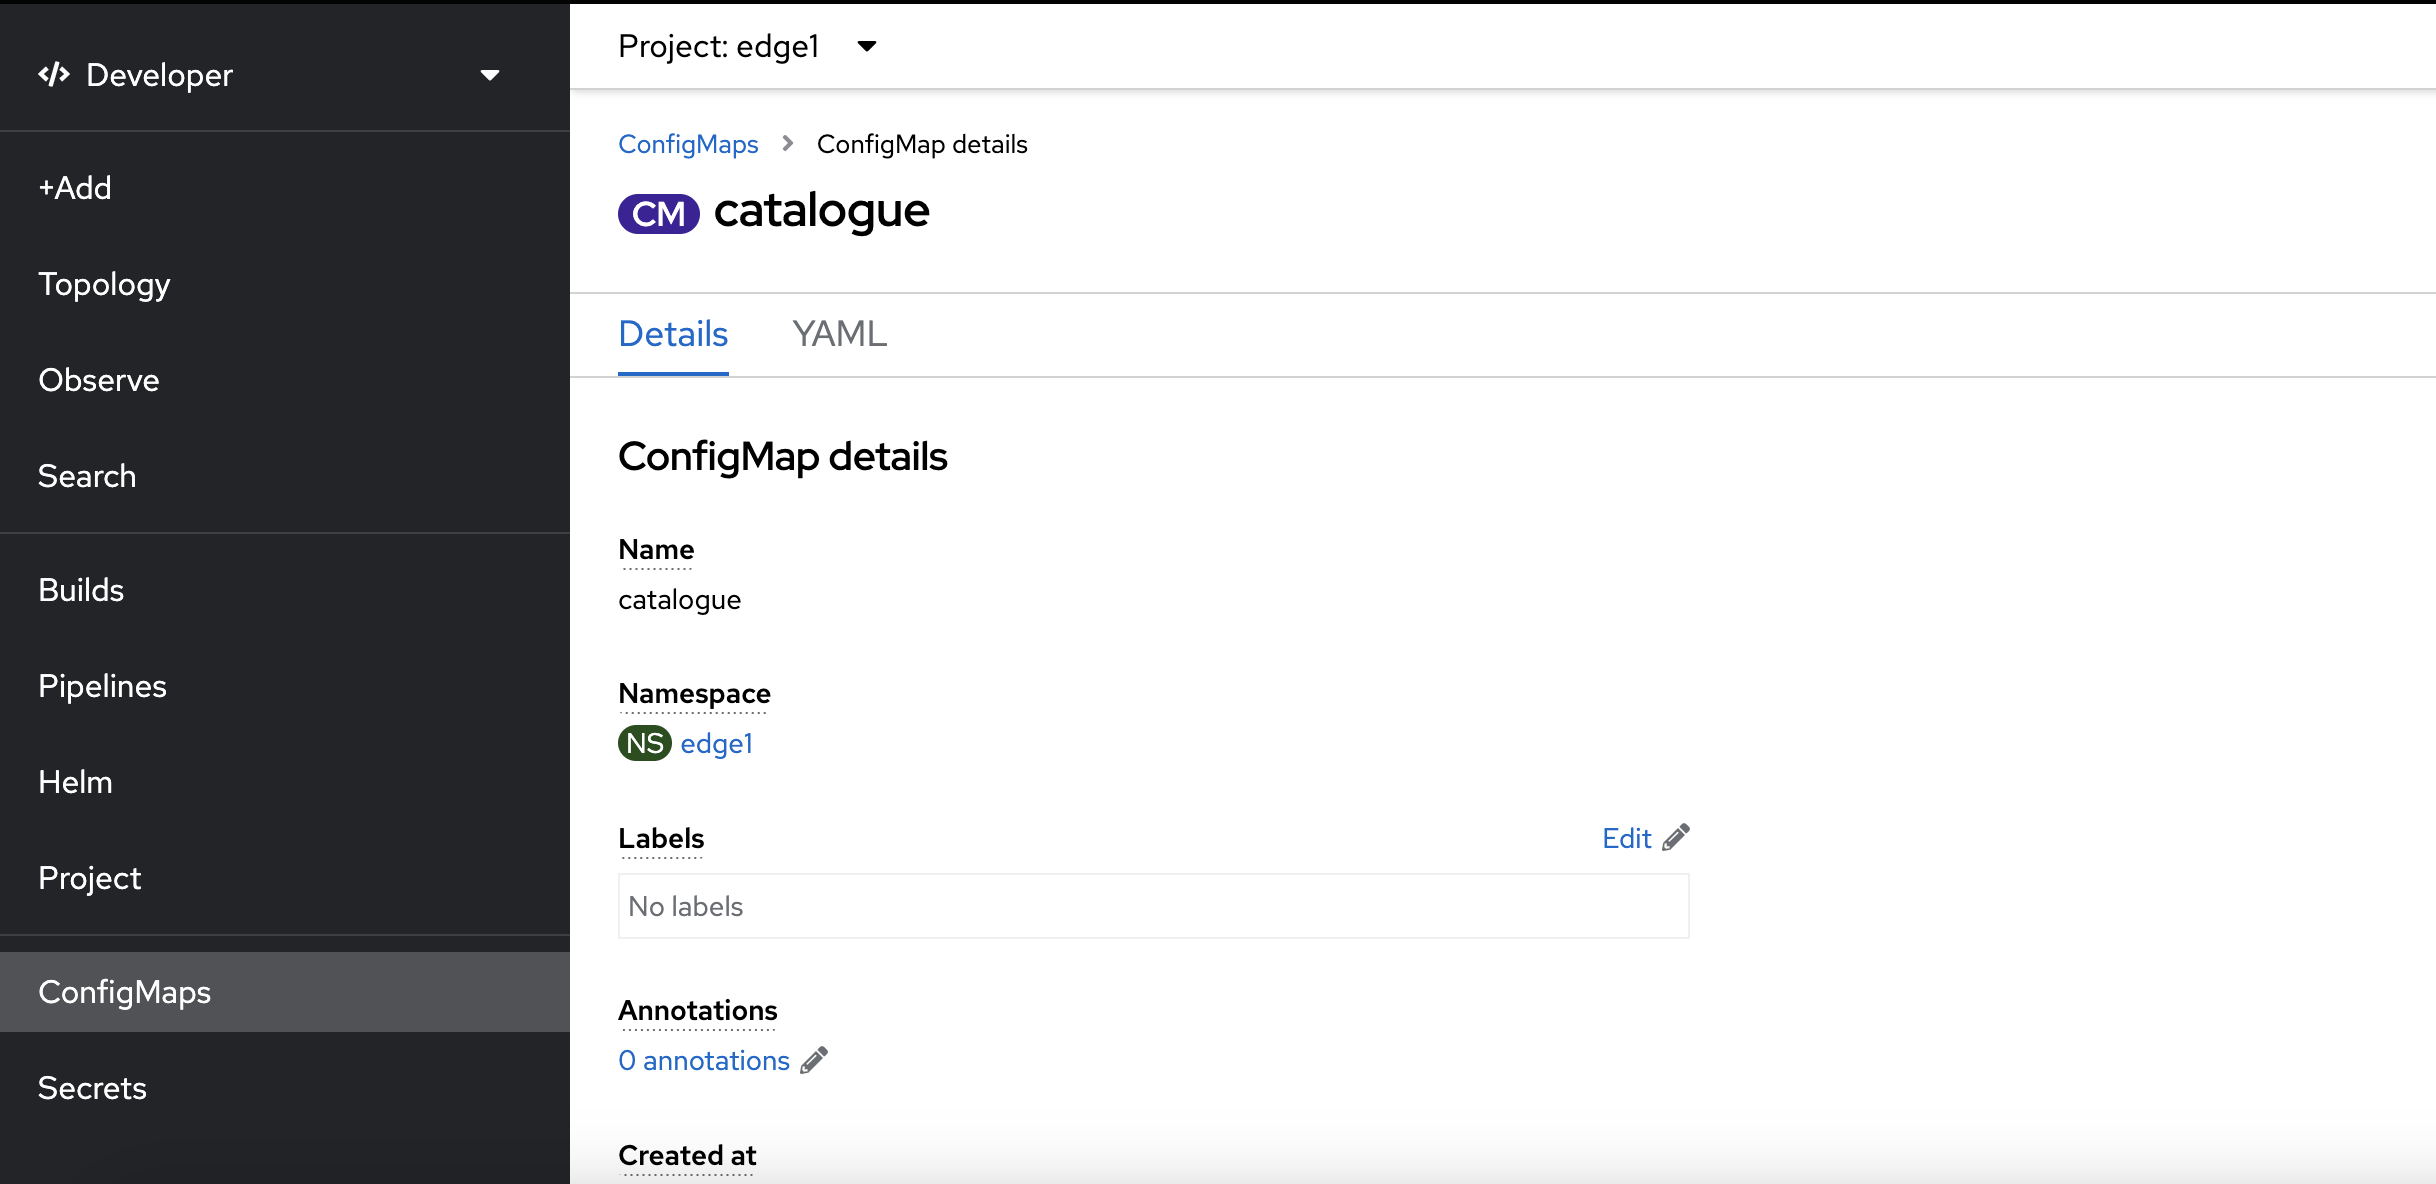 Developer
+Add
Topology
Observe
Search
Builds
Pipelines
Helm
Project
ConfigMaps
Secrets
Project: edge1
ConfigMaps > ConfigMap details
CM catalogue
Details YAML
ConfigMap details
Name
catalogue
Namespace
NS edge1
Labels Edit
No labels
Annotations
0 annotations
Created at